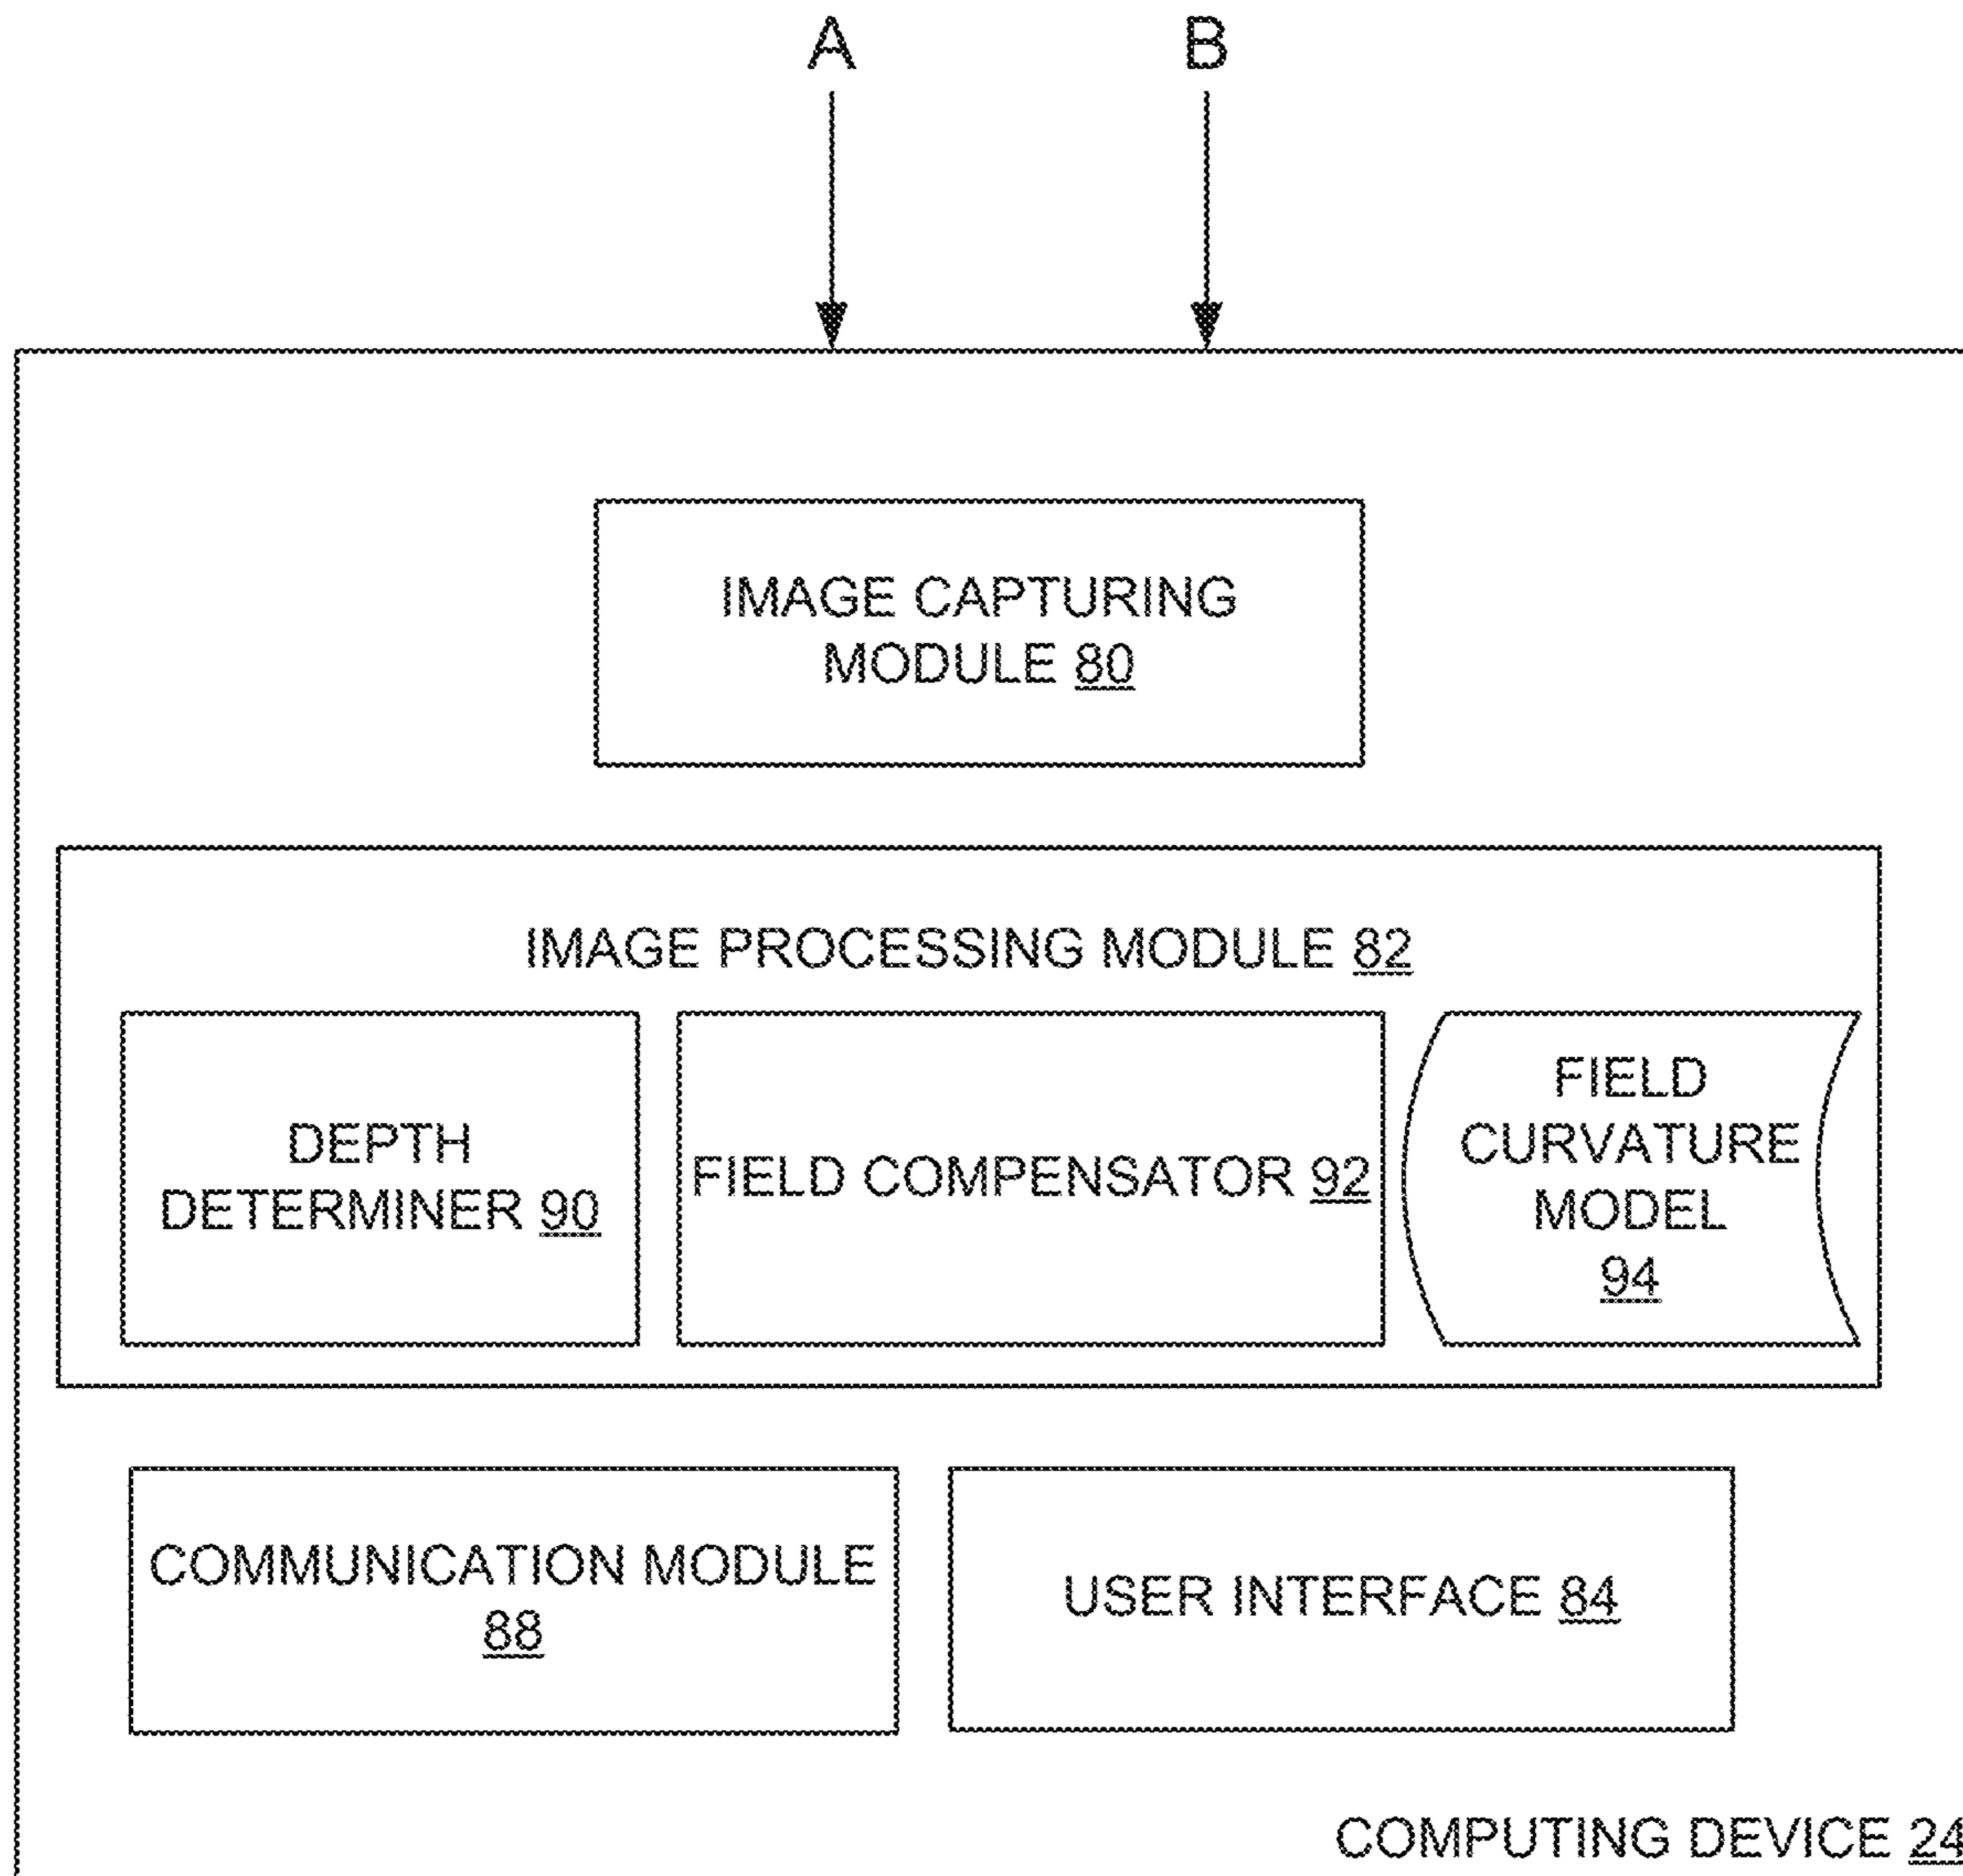 A B
IMAGE CAPTURING
MODULE 80
IMAGE PROCESSING MODULE 82
DEPTH
DETERMINER 90
FIELD COMPENSATOR 92
FIELD
CURVATURE
MODEL
94
COMMUNICATION MODULE
88
USER INTERFACE 84
COMPUTING DEVICE 24